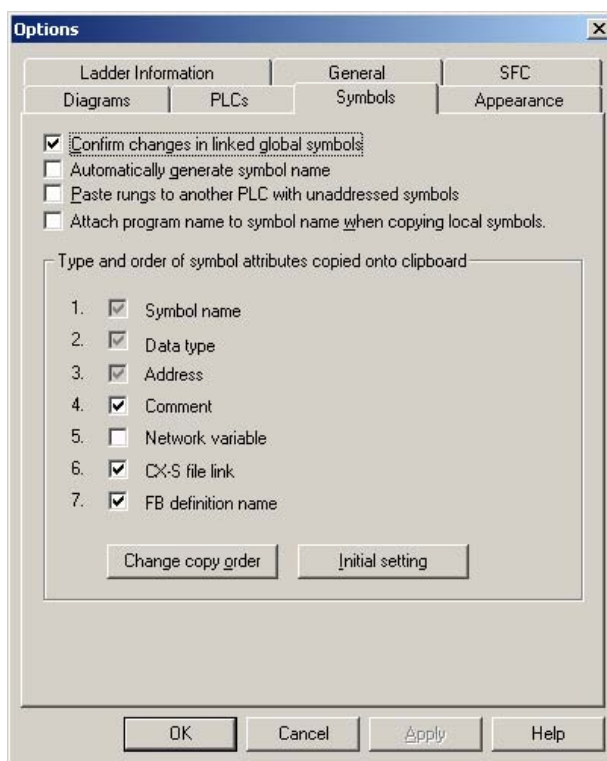 Options
Ladder Information General SFC
Diagrams PLCs Symbols Appearance
Confirm changes in linked global symbols
Automatically generate symbol name
Paste rungs to another PLC with unaddressed symbols
Attach program name to symbol name when copying local symbols.
Type and order of symbol attributes copied onto clipboard
1. Symbol name
2. Data type
3. Address
4. Comment
5. Network variable
6. CX-S file link
7. FB definition name
Change copy order Initial setting
OK Cancel Apply Help